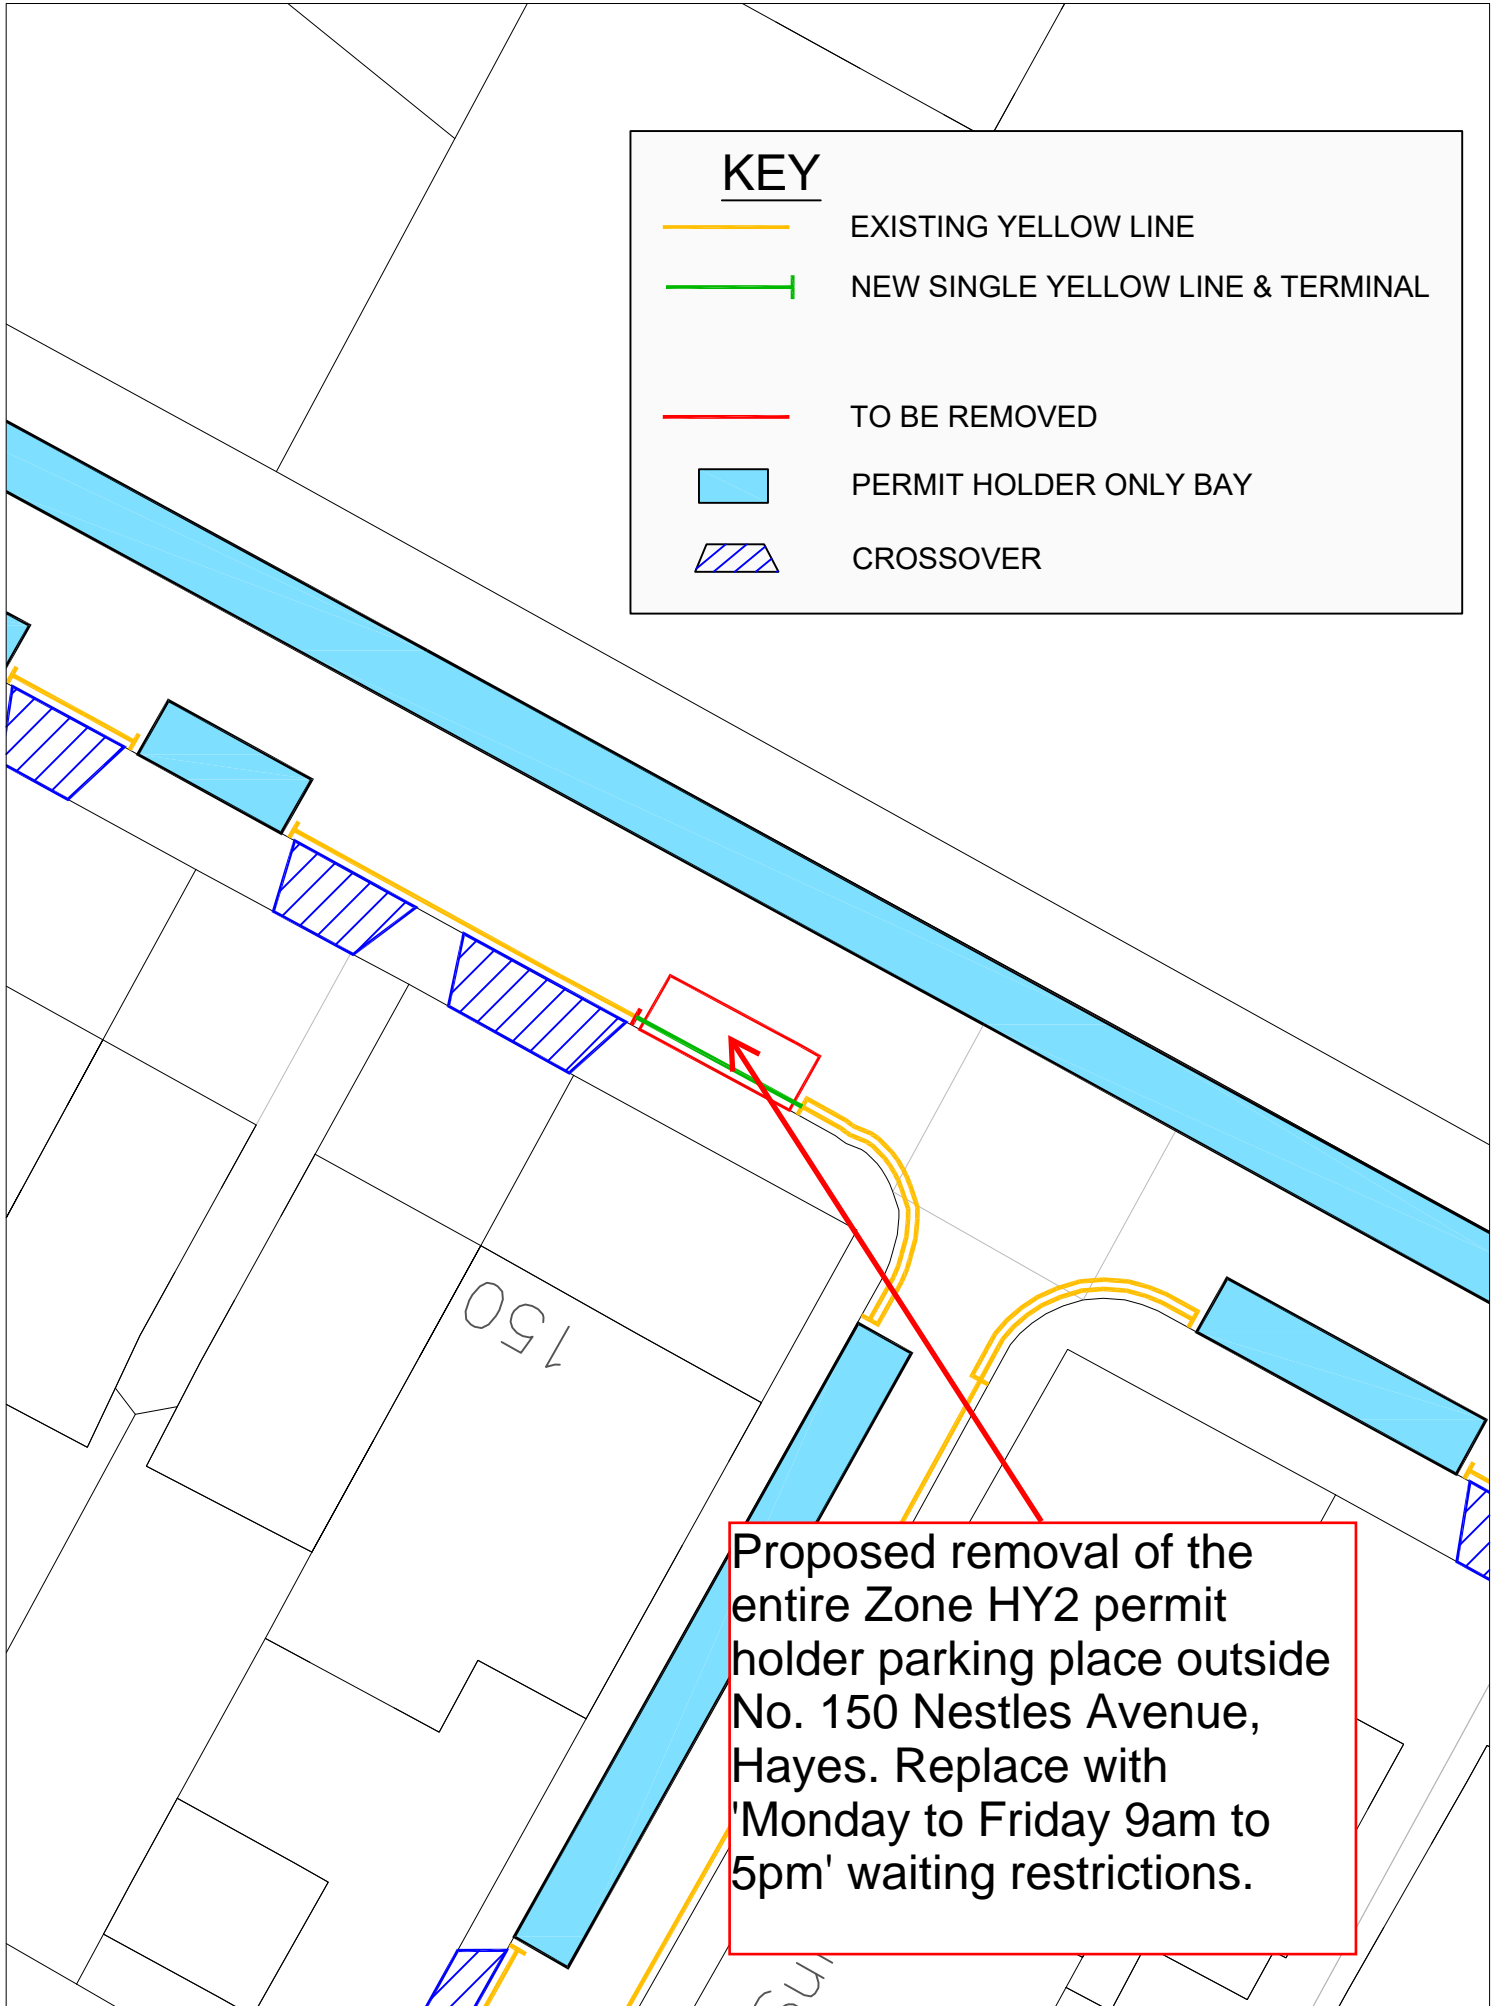 KEY
EXISTING YELLOW LINE
NEW SINGLE YELLOW LINE & TERMINAL
TO BE REMOVED
PERMIT HOLDER ONLY BAY
CROSSOVER
150
Proposed removal of the
entire Zone HY2 permit
holder parking place outside
No. 150 Nestles Avenue,
Hayes. Replace with
'Monday to Friday 9am to
5pm' waiting restrictions.